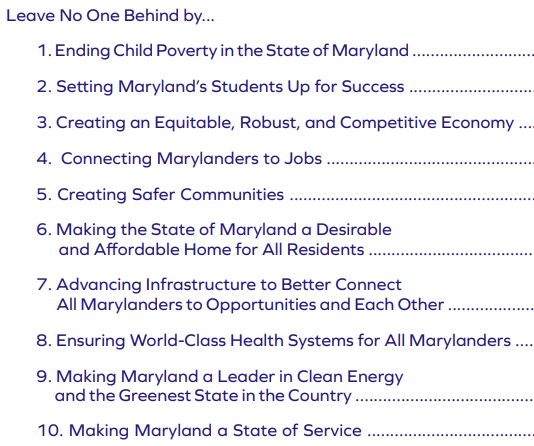 Leave No One Behind by...
1. Ending Child Poverty in the State of Maryland ........................
2. Setting Maryland’s Students Up for Success ........................
3. Creating an Equitable, Robust, and Competitive Economy ....
4. Connecting Marylanders to Jobs ..........................................
5. Creating Safer Communities ................................................
6. Making the State of Maryland a Desirable
and Affordable Home for All Residents .................................
7. Advancing Infrastructure to Better Connect
All Marylanders to Opportunities and Each Other .................
8. Ensuring World-Class Health Systems for All Marylanders ....
9. Making Maryland a Leader in Clean Energy
and the Greenest State in the Country ...................................
10. Making Maryland a State of Service .................................